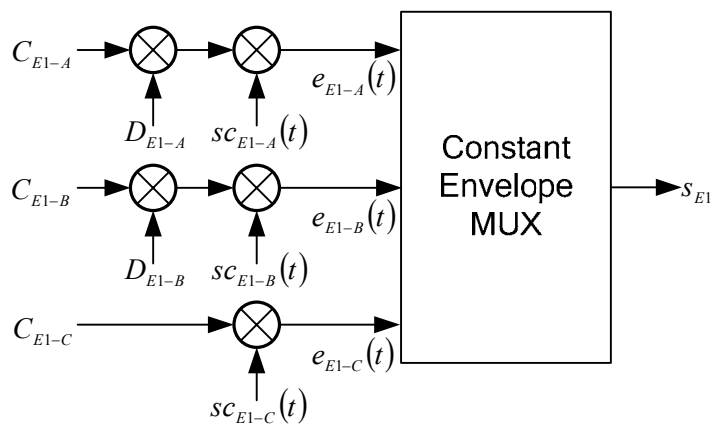 C_{E1-A}
e_{E1-A}(t)
D_{E1-A} sc_{E1-A}(t)
C_{E1-B}
e_{E1-B}(t)
D_{E1-B} sc_{E1-B}(t)
C_{E1-C}
e_{E1-C}(t)
sc_{E1-C}(t)
Constant
Envelope
MUX
s_{E1}